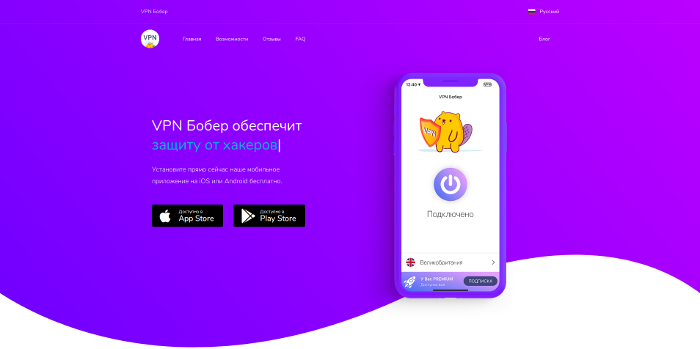 VPN Бобер
Русский
VPN
Главная
Возможности
Отзывы
FAQ
Блог
VPN Бобер обеспечит
защиту от хакеров
Установите прямо сейчас наше мобильное
приложение на iOS или Android бесплатно.
Доступно в
App Store
Доступно в
Play Store
12:40
VPN Бобер
VPN
Подключено
Великобритания
У Вас PREMIUM
ПОДПИСКА